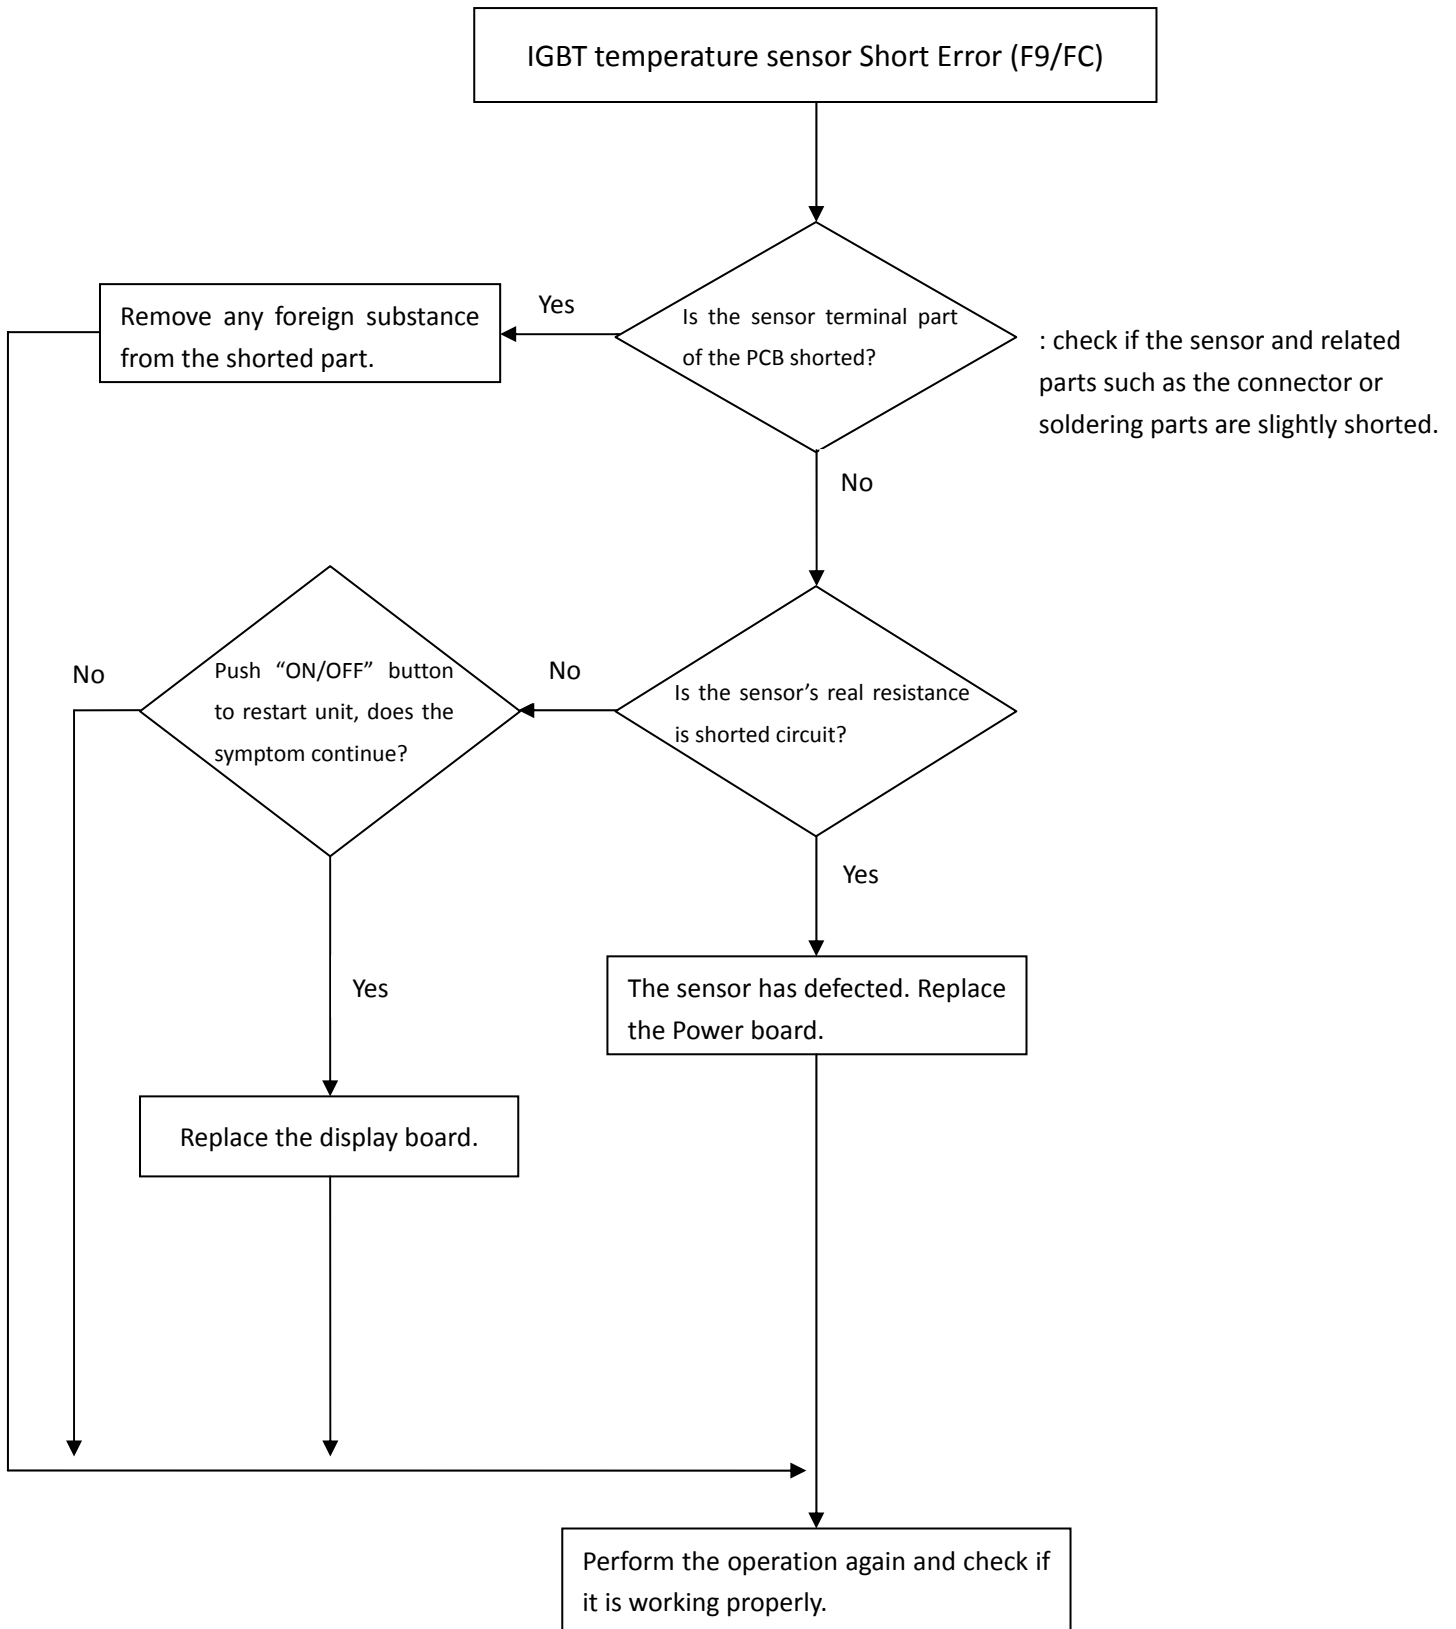 IGBT temperature sensor Short Error (F9/FC)
Yes
Remove any foreign substance
from the shorted part.
Is the sensor terminal part
of the PCB shorted?
: check if the sensor and related
parts such as the connector or
soldering parts are slightly shorted.
No
No
Push “ON/OFF” button
to restart unit, does the
symptom continue?
No
Is the sensor’s real resistance
is shorted circuit?
Yes
Yes
The sensor has defected. Replace
the Power board.
Replace the display board.
Perform the operation again and check if
it is working properly.